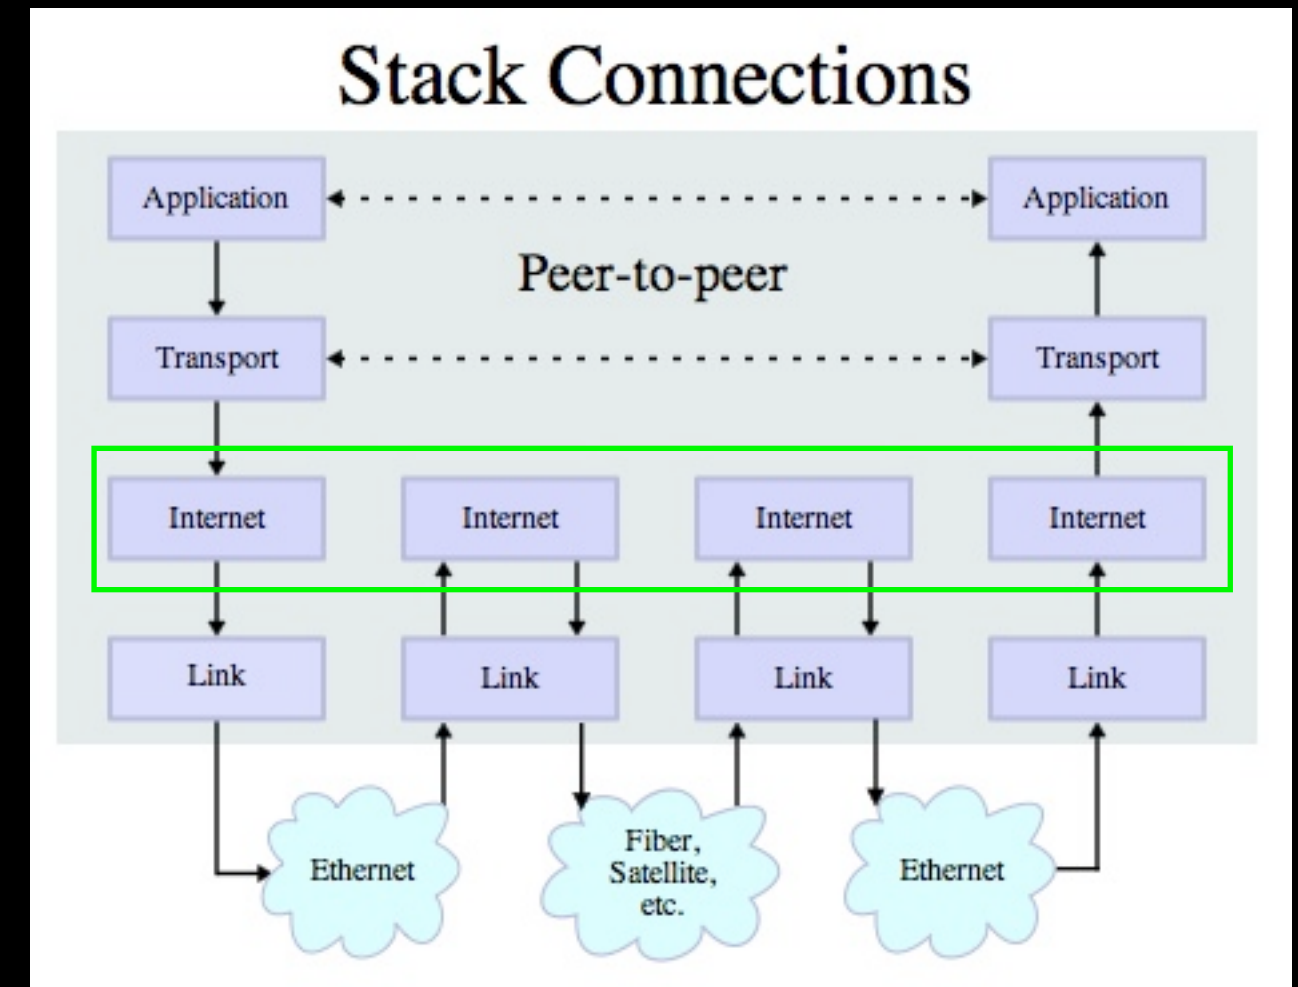 Stack Connections
Application
Application
Peer-to-peer
Transport
Transport
Internet
Internet
Internet
Internet
Link
Link
Link
Link
Ethernet
Fiber,
Satellite,
etc.
Ethernet